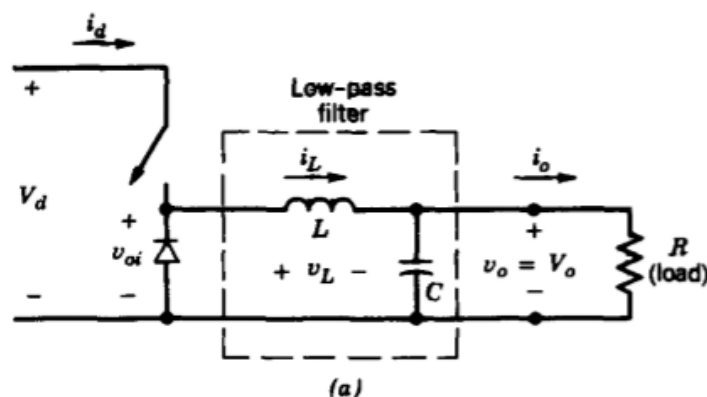 i_d
+
Low-pass
filter
i_L
i_o
V_d
+
L
+
v_oi
+ v_L −
C
v_o = V_o
R
(load)
−
−
−
(a)